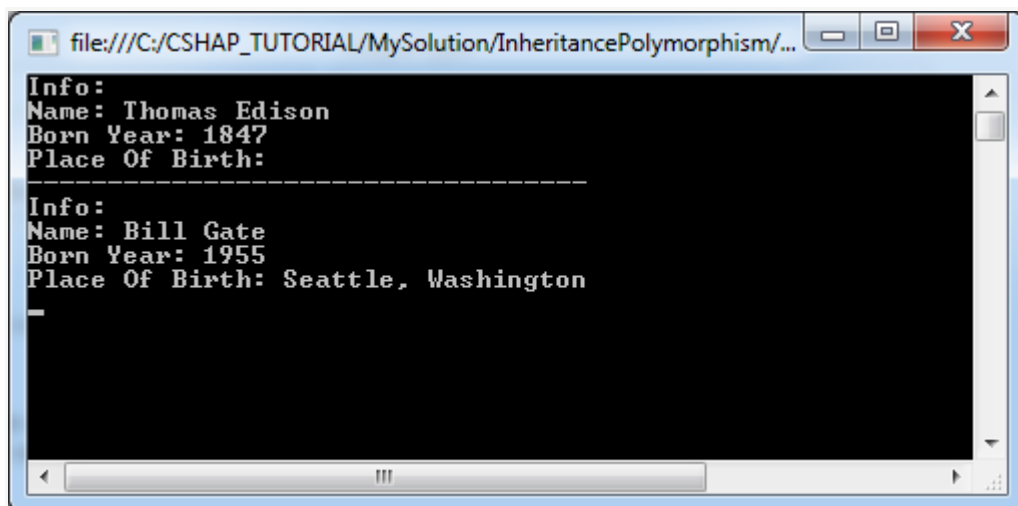 file:///C:/CSHAP_TUTORIAL/MySolution/InheritancePolymorphism/...
Info:
Name: Thomas Edison
Born Year: 1847
Place Of Birth:
-----------------------------------
Info:
Name: Bill Gate
Born Year: 1955
Place Of Birth: Seattle, Washington